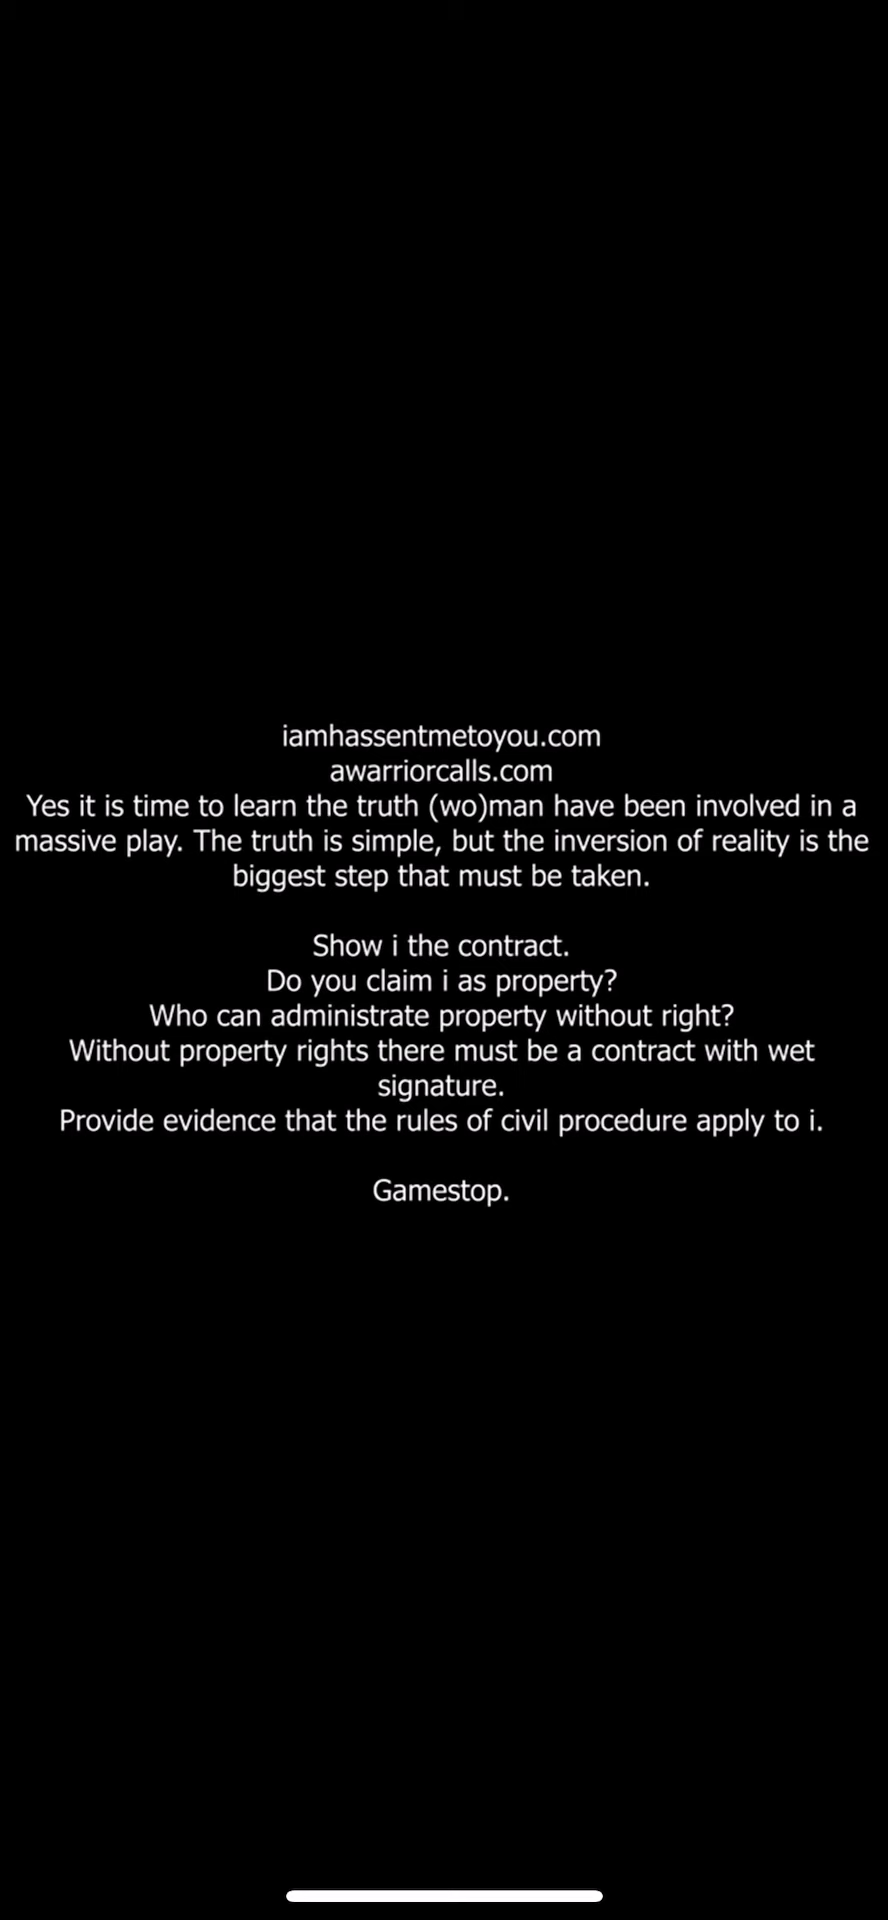 iamhassentmetoyou.com
awarriorcalls.com
Yes it is time to learn the truth (wo)man have been involved in a
massive play. The truth is simple, but the inversion of reality is the
biggest step that must be taken.
Show i the contract.
Do you claim i as property?
Who can administrate property without right?
Without property rights there must be a contract with wet
signature.
Provide evidence that the rules of civil procedure apply to i.
Gamestop.